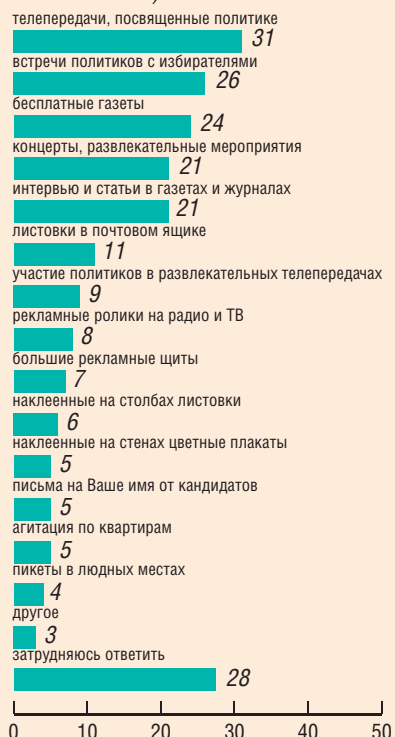 телепередачи, посвященные политике
31
встречи политиков с избирателями
26
бесплатные газеты
24
концерты, развлекательные мероприятия
21
интервью и статьи в газетах и журналах
21
листовки в почтовом ящике
11
участие политиков в развлекательных телепередачах
9
рекламные ролики на радио и ТВ
8
большие рекламные щиты
7
наклеенные на столбах листовки
6
наклеенные на стенах цветные плакаты
5
письма на Ваше имя от кандидатов
5
агитация по квартирам
5
пикеты в людных местах
4
другое
3
затрудняюсь ответить
28
0 10 20 30 40 50